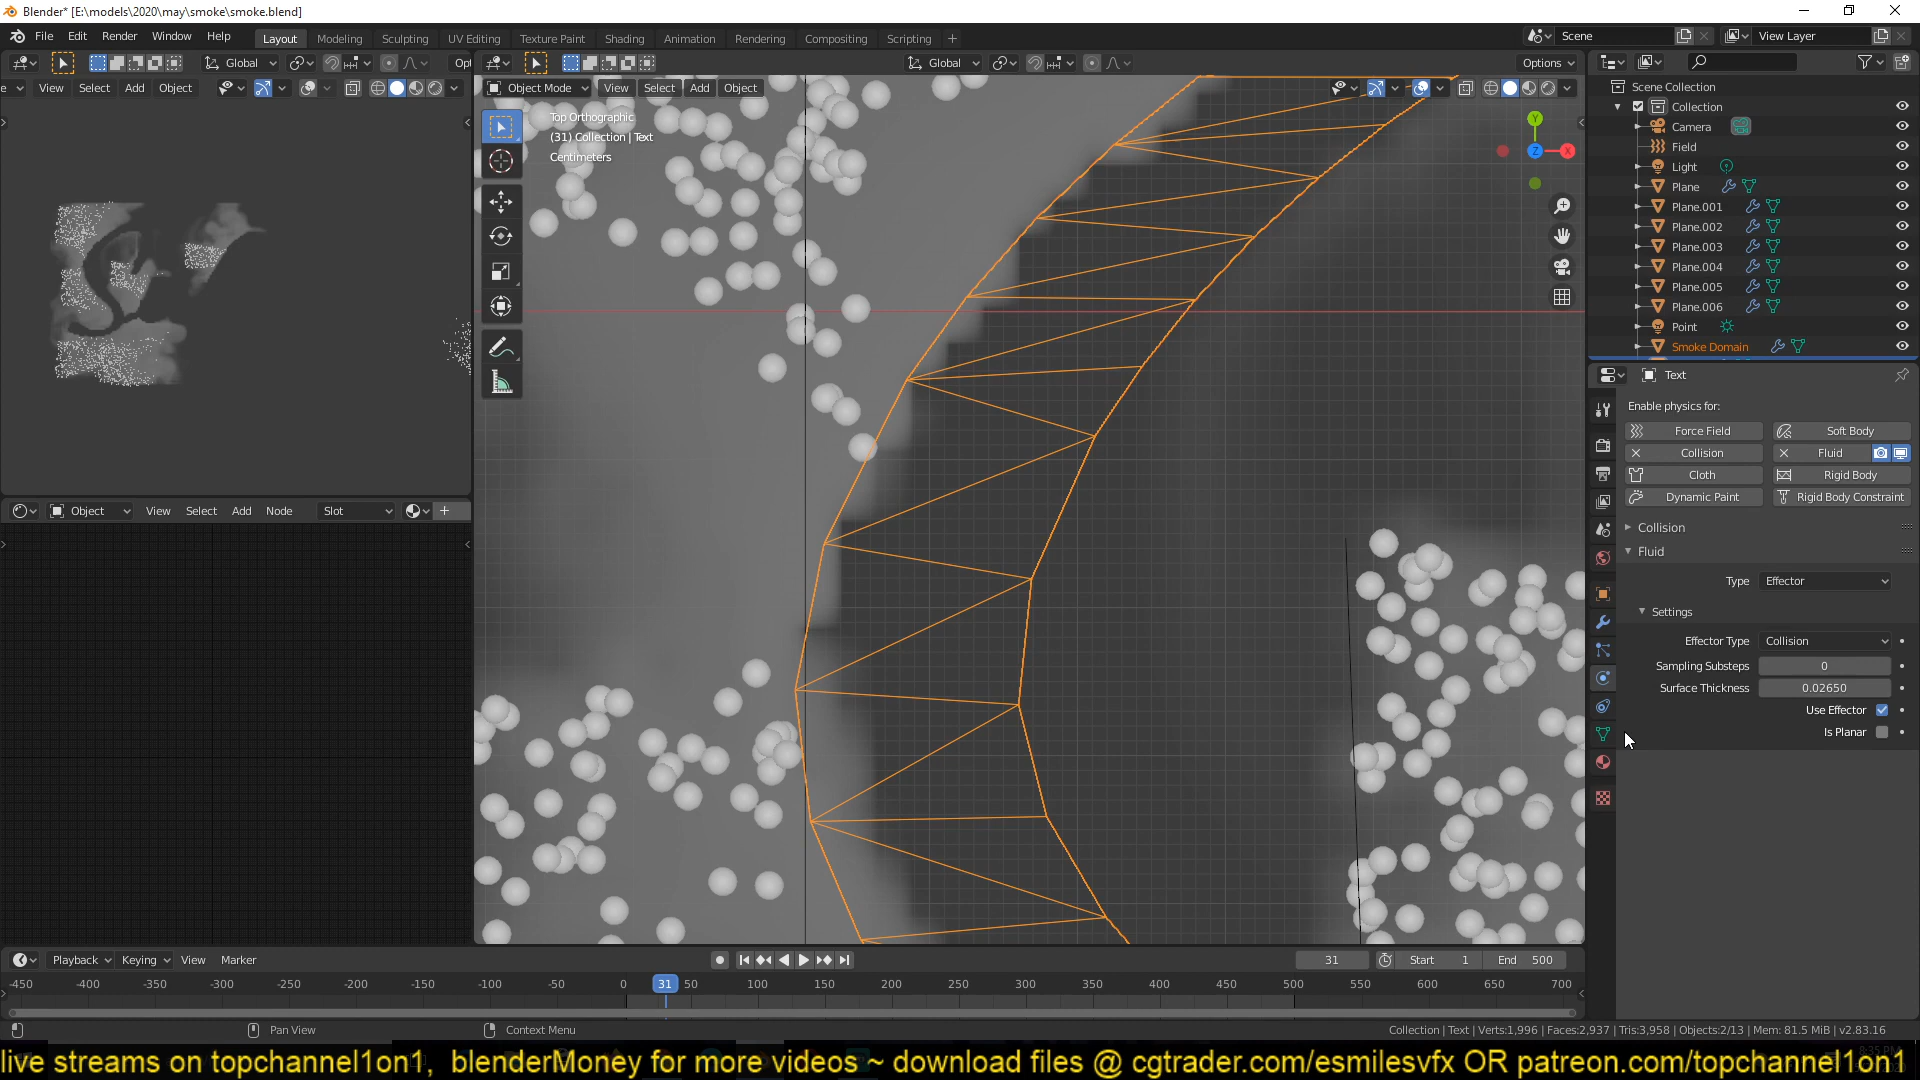 Blender* [E:\models\2020\may\smoke\smoke.blend]
File Edit Render Window Help Layout Modeling Sculpting UV Editing Texture Paint Shading Animation Rendering Compositing Scripting + Scene View Layer
Global Opt Global Options
e View Select Add Object Object Mode View Select Add Object
Top Orthographic
(31) Collection | Text
Centimeters
Y
Z
X
Scene Collection
Collection
Camera
Field
Light
Plane
Plane.001
Plane.002
Plane.003
Plane.004
Plane.005
Plane.006
Point
Smoke Domain
Text
Enable physics for:
Force Field Soft Body
Collision Fluid
Cloth Rigid Body
Dynamic Paint Rigid Body Constraint
Collision
Fluid
Type Effector
Settings
Effector Type Collision
Sampling Substeps 0
Surface Thickness 0.02650
Use Effector
Is Planar
Object View Select Add Node Slot
Playback Keying View Marker 31 Start 1 End 500
-450 -400 -350 -300 -250 -200 -150 -100 -50 0 31 50 100 150 200 250 300 350 400 450 500 550 600 650 700
Pan View Context Menu Collection | Text | Verts:1,996 | Faces:2,937 | Tris:3,958 | Objects:2/13 | Mem: 81.5 MiB | v2.83.16
live streams on topchannel1on1, blenderMoney for more videos ~ download files @ cgtrader.com/esmilesvfx OR patreon.com/topchannel1on1